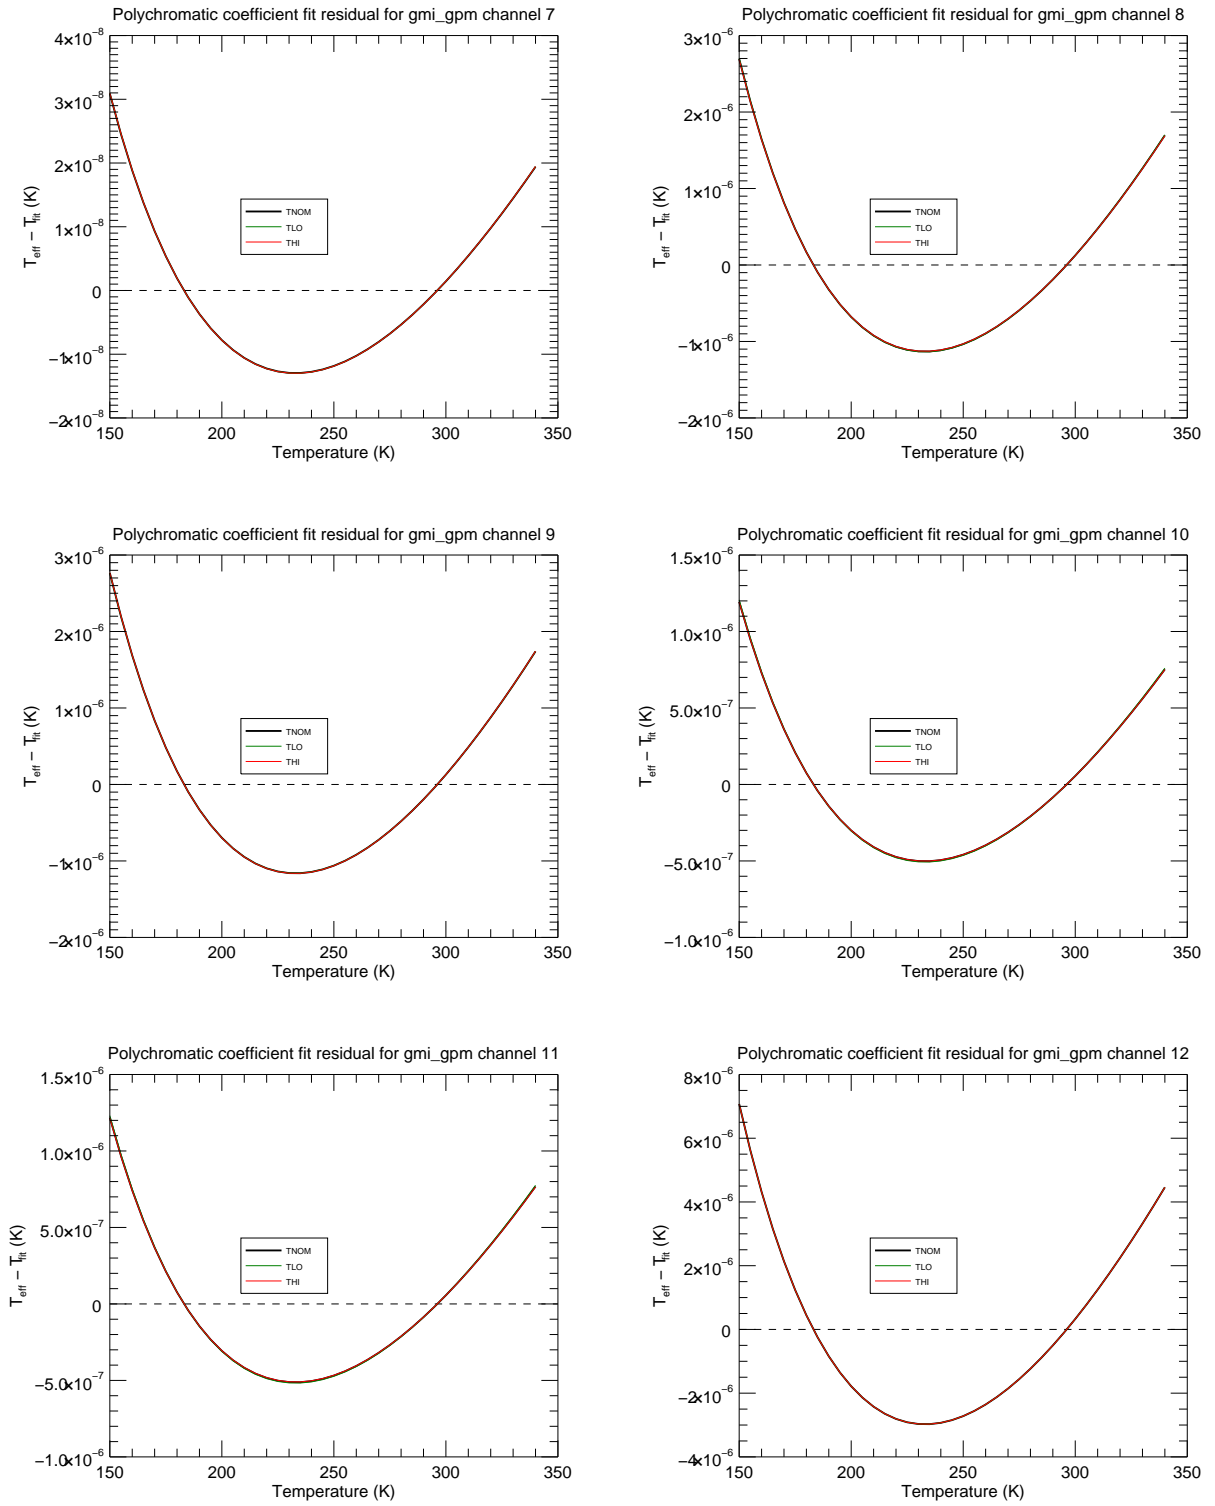 Polychromatic coefficient fit residual for gmi_gpm channel 7
4×10⁻⁸
3×10⁻⁸
2×10⁻⁸
1×10⁻⁸
0
−1×10⁻⁸
−2×10⁻⁸
T_eff − T_fit (K)
TNOM
TLO
THI
150 200 250 300 350
Temperature (K)
Polychromatic coefficient fit residual for gmi_gpm channel 8
3×10⁻⁶
2×10⁻⁶
1×10⁻⁶
0
−1×10⁻⁶
−2×10⁻⁶
T_eff − T_fit (K)
TNOM
TLO
THI
150 200 250 300 350
Temperature (K)
Polychromatic coefficient fit residual for gmi_gpm channel 9
3×10⁻⁶
2×10⁻⁶
1×10⁻⁶
0
−1×10⁻⁶
−2×10⁻⁶
T_eff − T_fit (K)
TNOM
TLO
THI
150 200 250 300 350
Temperature (K)
Polychromatic coefficient fit residual for gmi_gpm channel 10
1.5×10⁻⁶
1.0×10⁻⁶
5.0×10⁻⁷
0
−5.0×10⁻⁷
−1.0×10⁻⁶
T_eff − T_fit (K)
TNOM
TLO
THI
150 200 250 300 350
Temperature (K)
Polychromatic coefficient fit residual for gmi_gpm channel 11
1.5×10⁻⁶
1.0×10⁻⁶
5.0×10⁻⁷
0
−5.0×10⁻⁷
−1.0×10⁻⁶
T_eff − T_fit (K)
TNOM
TLO
THI
150 200 250 300 350
Temperature (K)
Polychromatic coefficient fit residual for gmi_gpm channel 12
8×10⁻⁶
6×10⁻⁶
4×10⁻⁶
2×10⁻⁶
0
−2×10⁻⁶
−4×10⁻⁶
T_eff − T_fit (K)
TNOM
TLO
THI
150 200 250 300 350
Temperature (K)